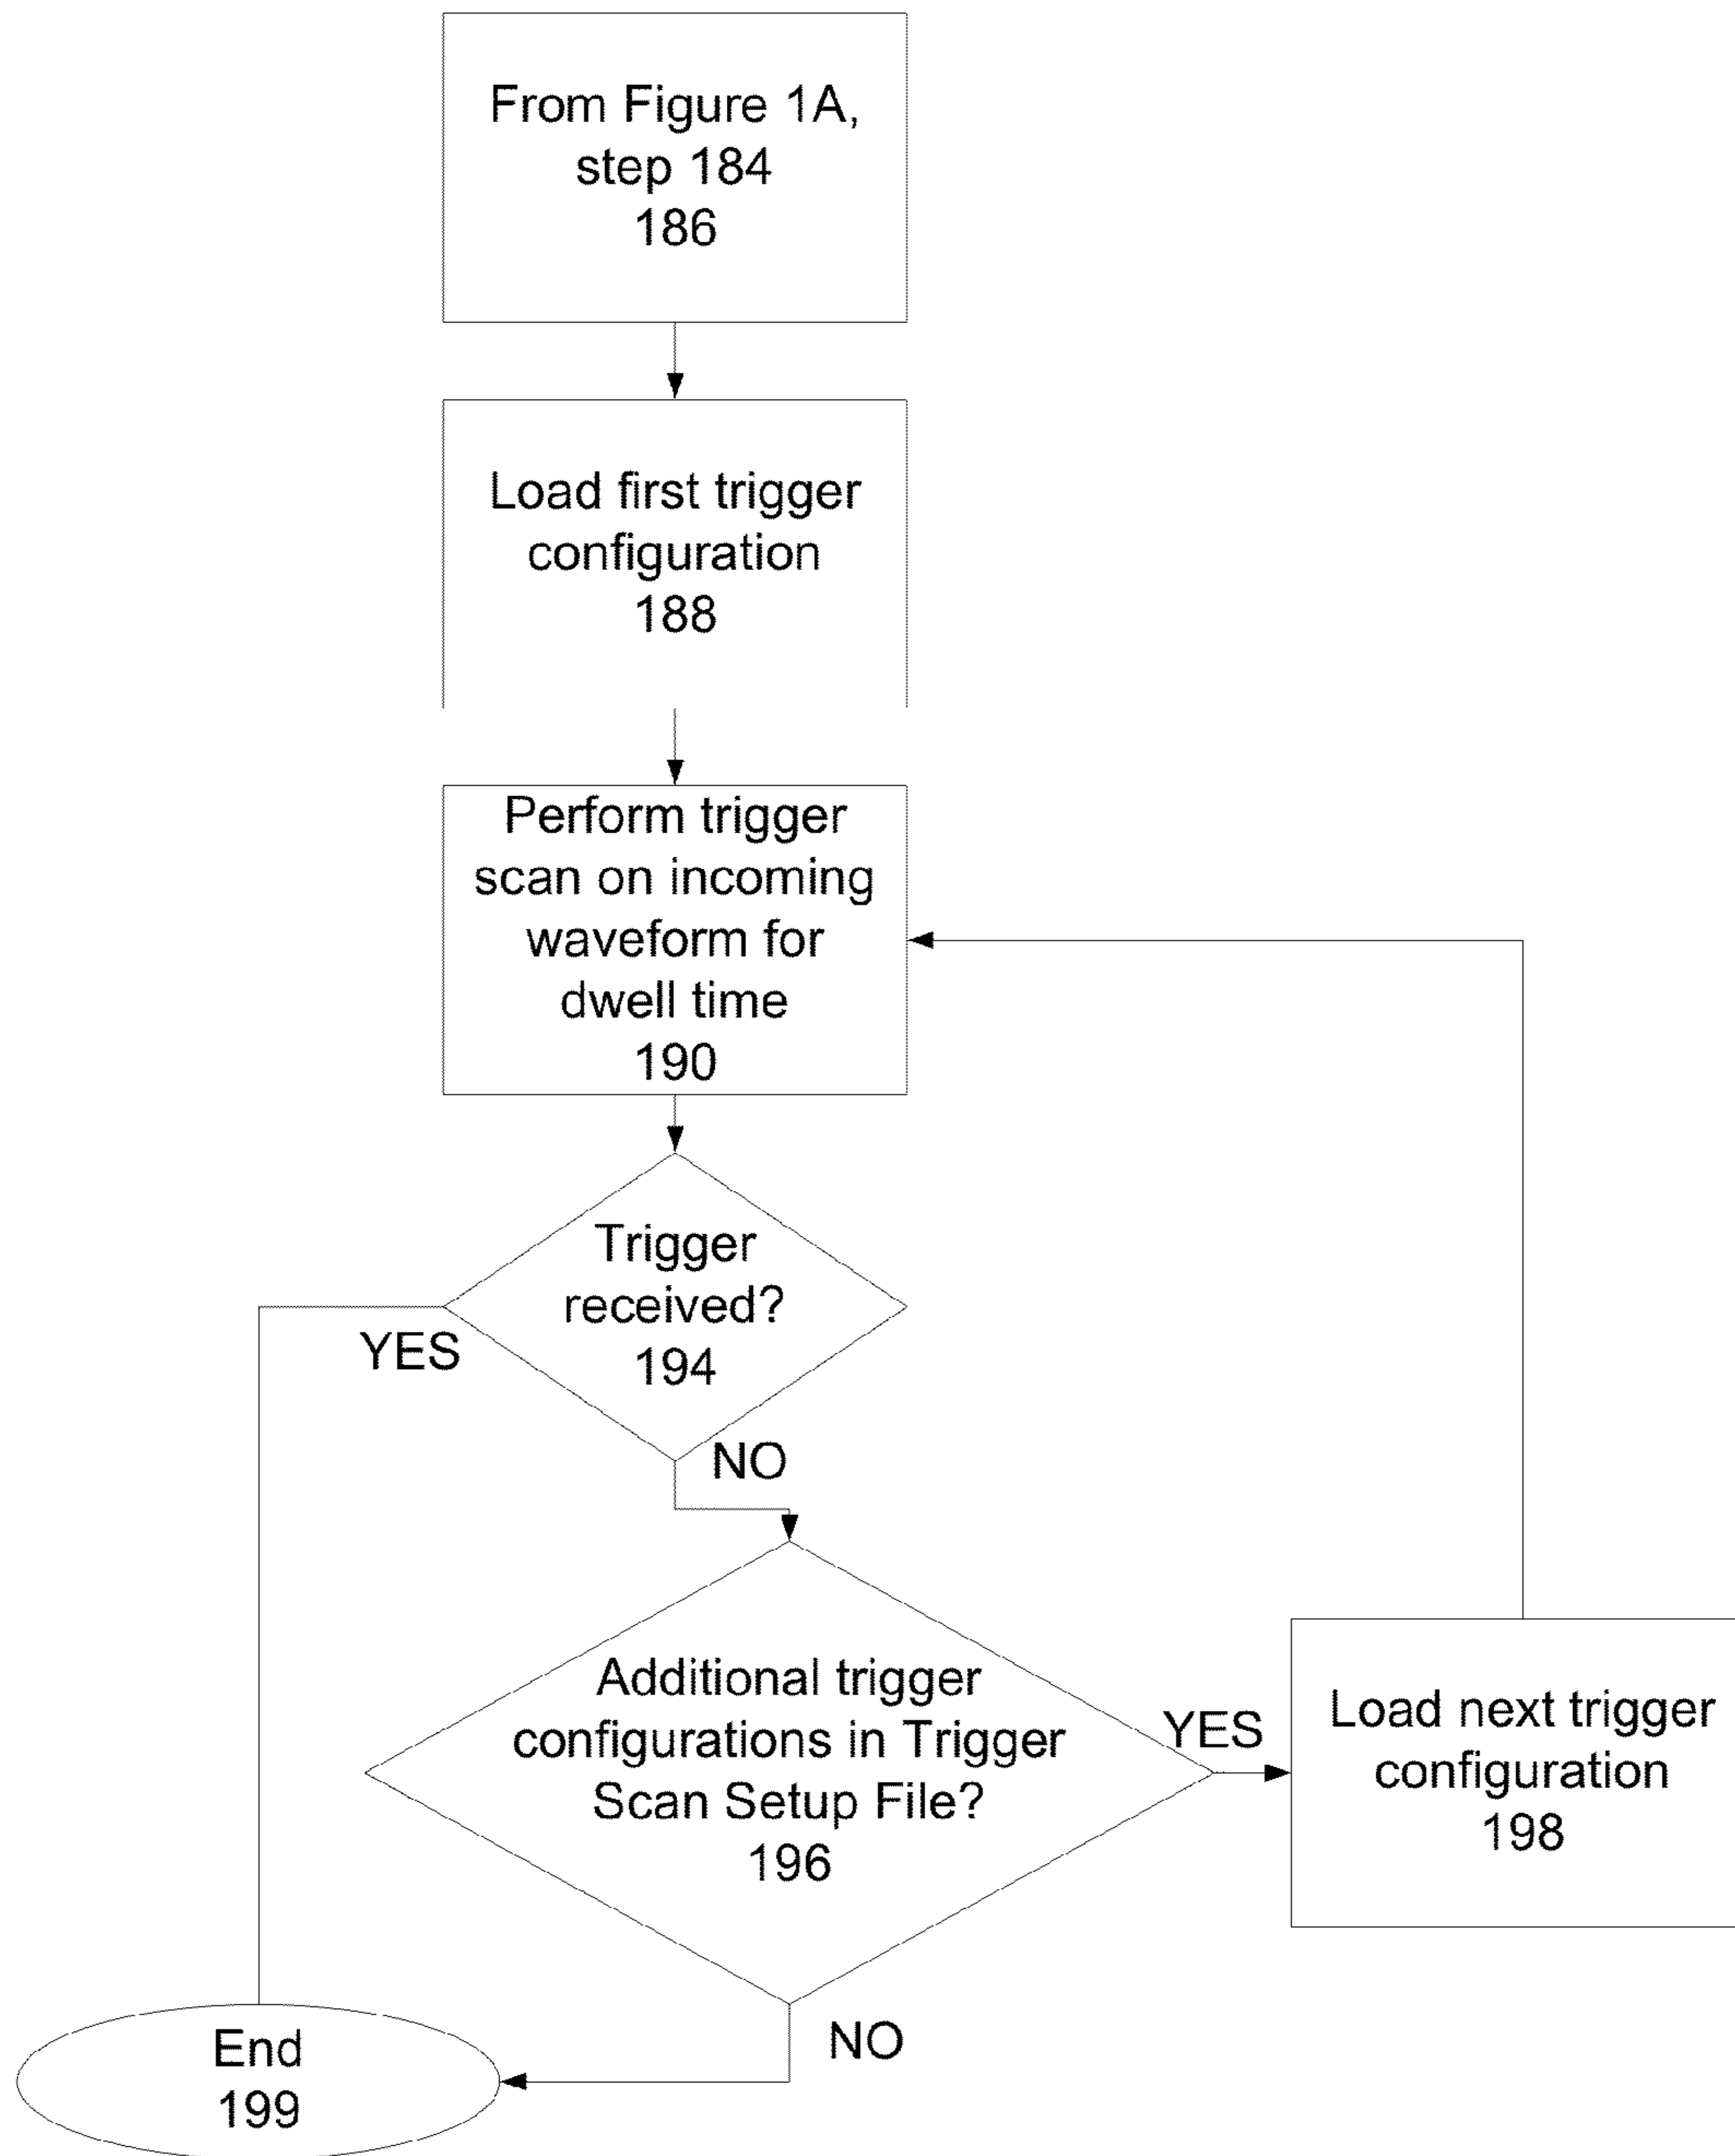 From Figure 1A,
step 184
186
Load first trigger
configuration
188
Perform trigger
scan on incoming
waveform for
dwell time
190
Trigger
received?
194
YES
NO
Additional trigger
configurations in Trigger
Scan Setup File?
196
YES
Load next trigger
configuration
198
NO
End
199